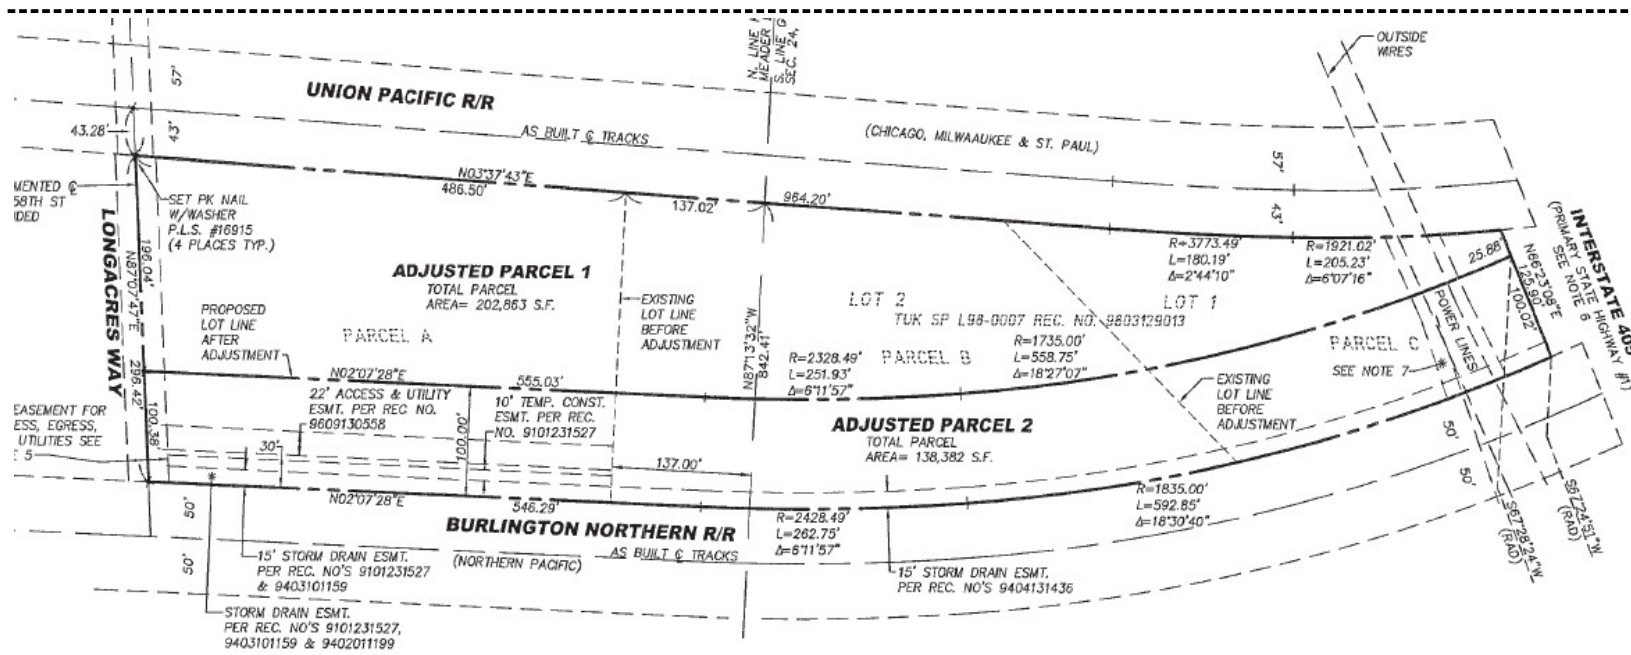 N. LINE
MEADER
S. LINE G
SEC. 24,
OUTSIDE
WIRES
57'
UNION PACIFIC R/R
43.28'
43'
AS BUILT ℄ TRACKS
(CHICAGO, MILWAAUKEE & ST. PAUL)
57'
N03°37'43"E
486.50'
137.02'
964.20'
43'
MENTED ℄
58TH ST
DED
SET PK NAIL
W/WASHER
P.L.S. #16915
(4 PLACES TYP.)
LONGACRES WAY
196.04'
N87°07'47"E
296.42'
100.38'
R=3773.49'
L=180.19'
Δ=2°44'10"
R=1921.02'
L=205.23'
Δ=6°07'16"
25.88'
N66°23'08"E
125.90'
100.02'
INTERSTATE 405
(PRIMARY STATE HIGHWAY #1)
SEE NOTE 6
ADJUSTED PARCEL 1
TOTAL PARCEL
AREA= 202,863 S.F.
PROPOSED
LOT LINE
AFTER
ADJUSTMENT
PARCEL A
EXISTING
LOT LINE
BEFORE
ADJUSTMENT
N87°13'32"W
842.41'
LOT 2
LOT 1
TUK SP L98-0007 REC. NO. 9803129013
PARCEL B
PARCEL C
POWER LINES
SEE NOTE 7
R=2328.49'
L=251.93'
Δ=6°11'57"
R=1735.00'
L=558.75'
Δ=18°27'07"
EXISTING
LOT LINE
BEFORE
ADJUSTMENT
N02°07'28"E
555.03'
22' ACCESS & UTILITY
ESMT. PER REC NO.
9609130558
100.00'
10' TEMP. CONST.
ESMT. PER REC.
NO. 9101231527
EASEMENT FOR
ESS, EGRESS,
UTILITIES SEE
5
30'
137.00'
ADJUSTED PARCEL 2
TOTAL PARCEL
AREA= 138,382 S.F.
50'
50'
N02°07'28"E
546.29'
R=2428.49'
L=262.75'
Δ=6°11'57"
R=1835.00'
L=592.85'
Δ=18°30'40"
S67°28'24"W
(RAD)
S67°24'51"W
(RAD)
50'
50'
BURLINGTON NORTHERN R/R
(NORTHERN PACIFIC)
AS BUILT ℄ TRACKS
15' STORM DRAIN ESMT.
PER REC. NO'S 9101231527
& 9403101159
15' STORM DRAIN ESMT.
PER REC. NO'S 9404131436
STORM DRAIN ESMT.
PER REC. NO'S 9101231527,
9403101159 & 9402011199